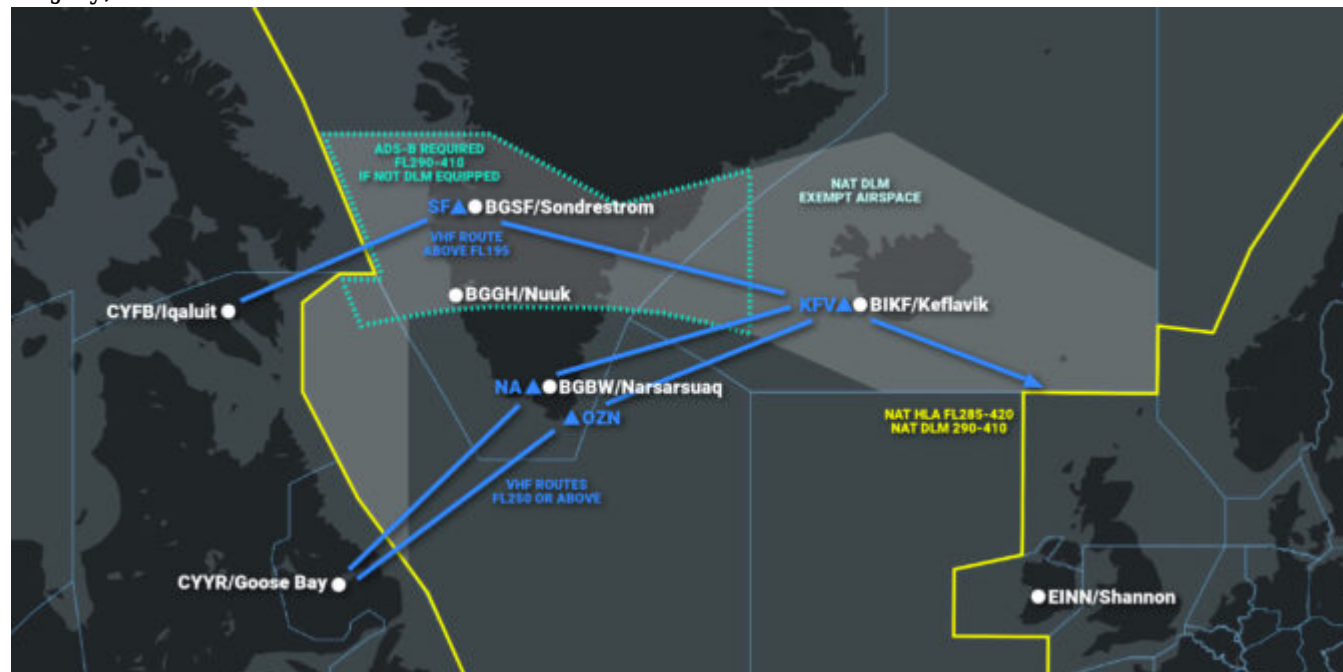 ADS-B REQUIRED
FL290-410
IF NOT DLM EQUIPPED
NAT DLM
EXEMPT AIRSPACE
SF BGSF/Sondrestrom
VHF ROUTE
ABOVE FL195
BGGH/Nuuk
CYFB/Iqaluit
KFV BIKF/Keflavik
NA BGBW/Narsarsuaq
OZN
NAT HLA FL285-420
NAT DLM 290-410
VHF ROUTES
FL250 OR ABOVE
CYYR/Goose Bay
EINN/Shannon